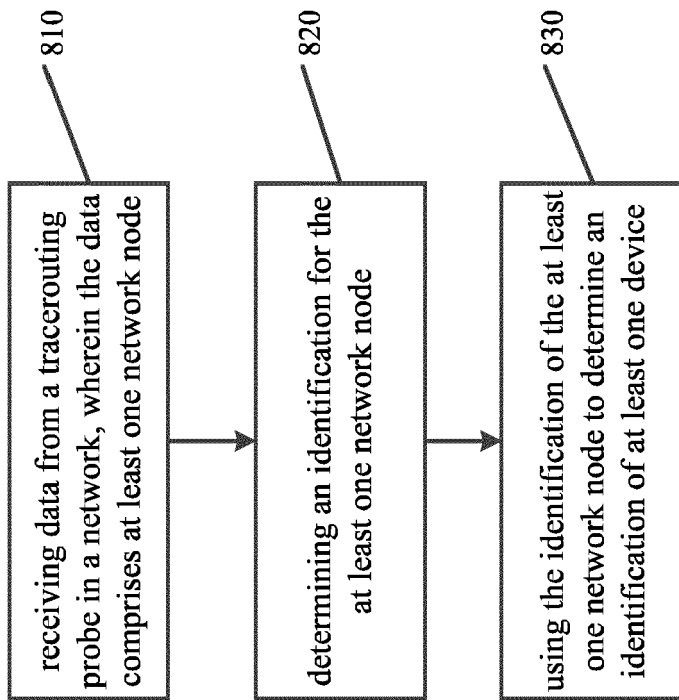 receiving data from a tracerouting
probe in a network, wherein the data
comprises at least one network node
810
determining an identification for the
at least one network node
820
using the identification of the at least
one network node to determine an
identification of at least one device
830